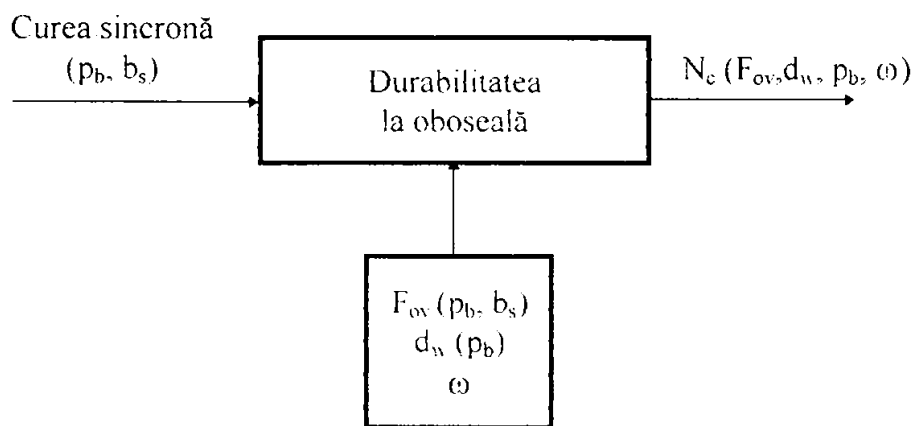 Curea sincronă
(p_b, b_s)
Durabilitatea
la oboseală
N_c (F_ov, d_w, p_b, ω)
F_ov (p_b, b_s)
d_w (p_b)
ω